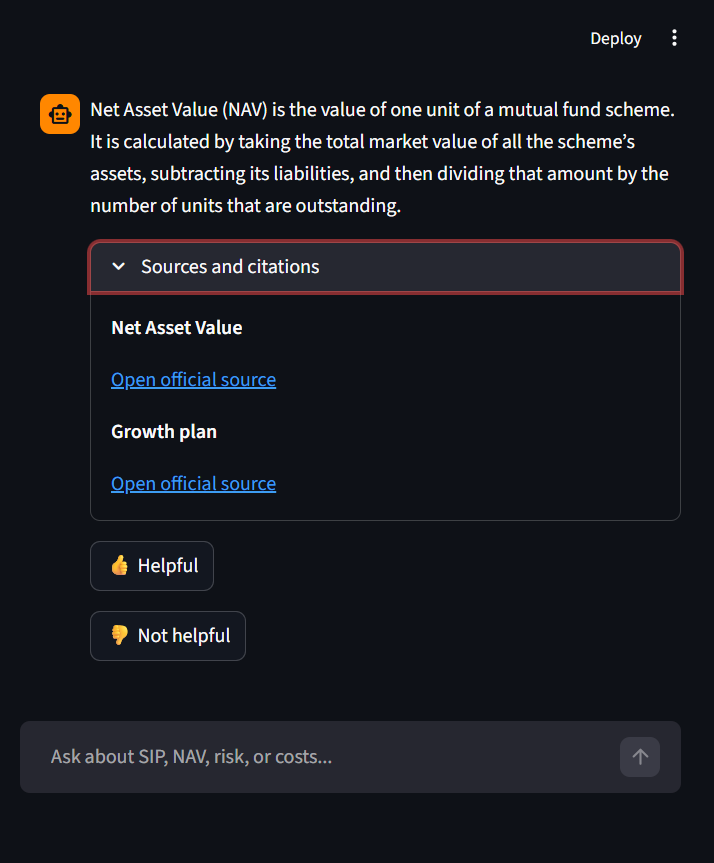 Deploy
Net Asset Value (NAV) is the value of one unit of a mutual fund scheme.
It is calculated by taking the total market value of all the scheme’s
assets, subtracting its liabilities, and then dividing that amount by the
number of units that are outstanding.
Sources and citations
Net Asset Value
Open official source
Growth plan
Open official source
👍 Helpful
👎 Not helpful
Ask about SIP, NAV, risk, or costs...